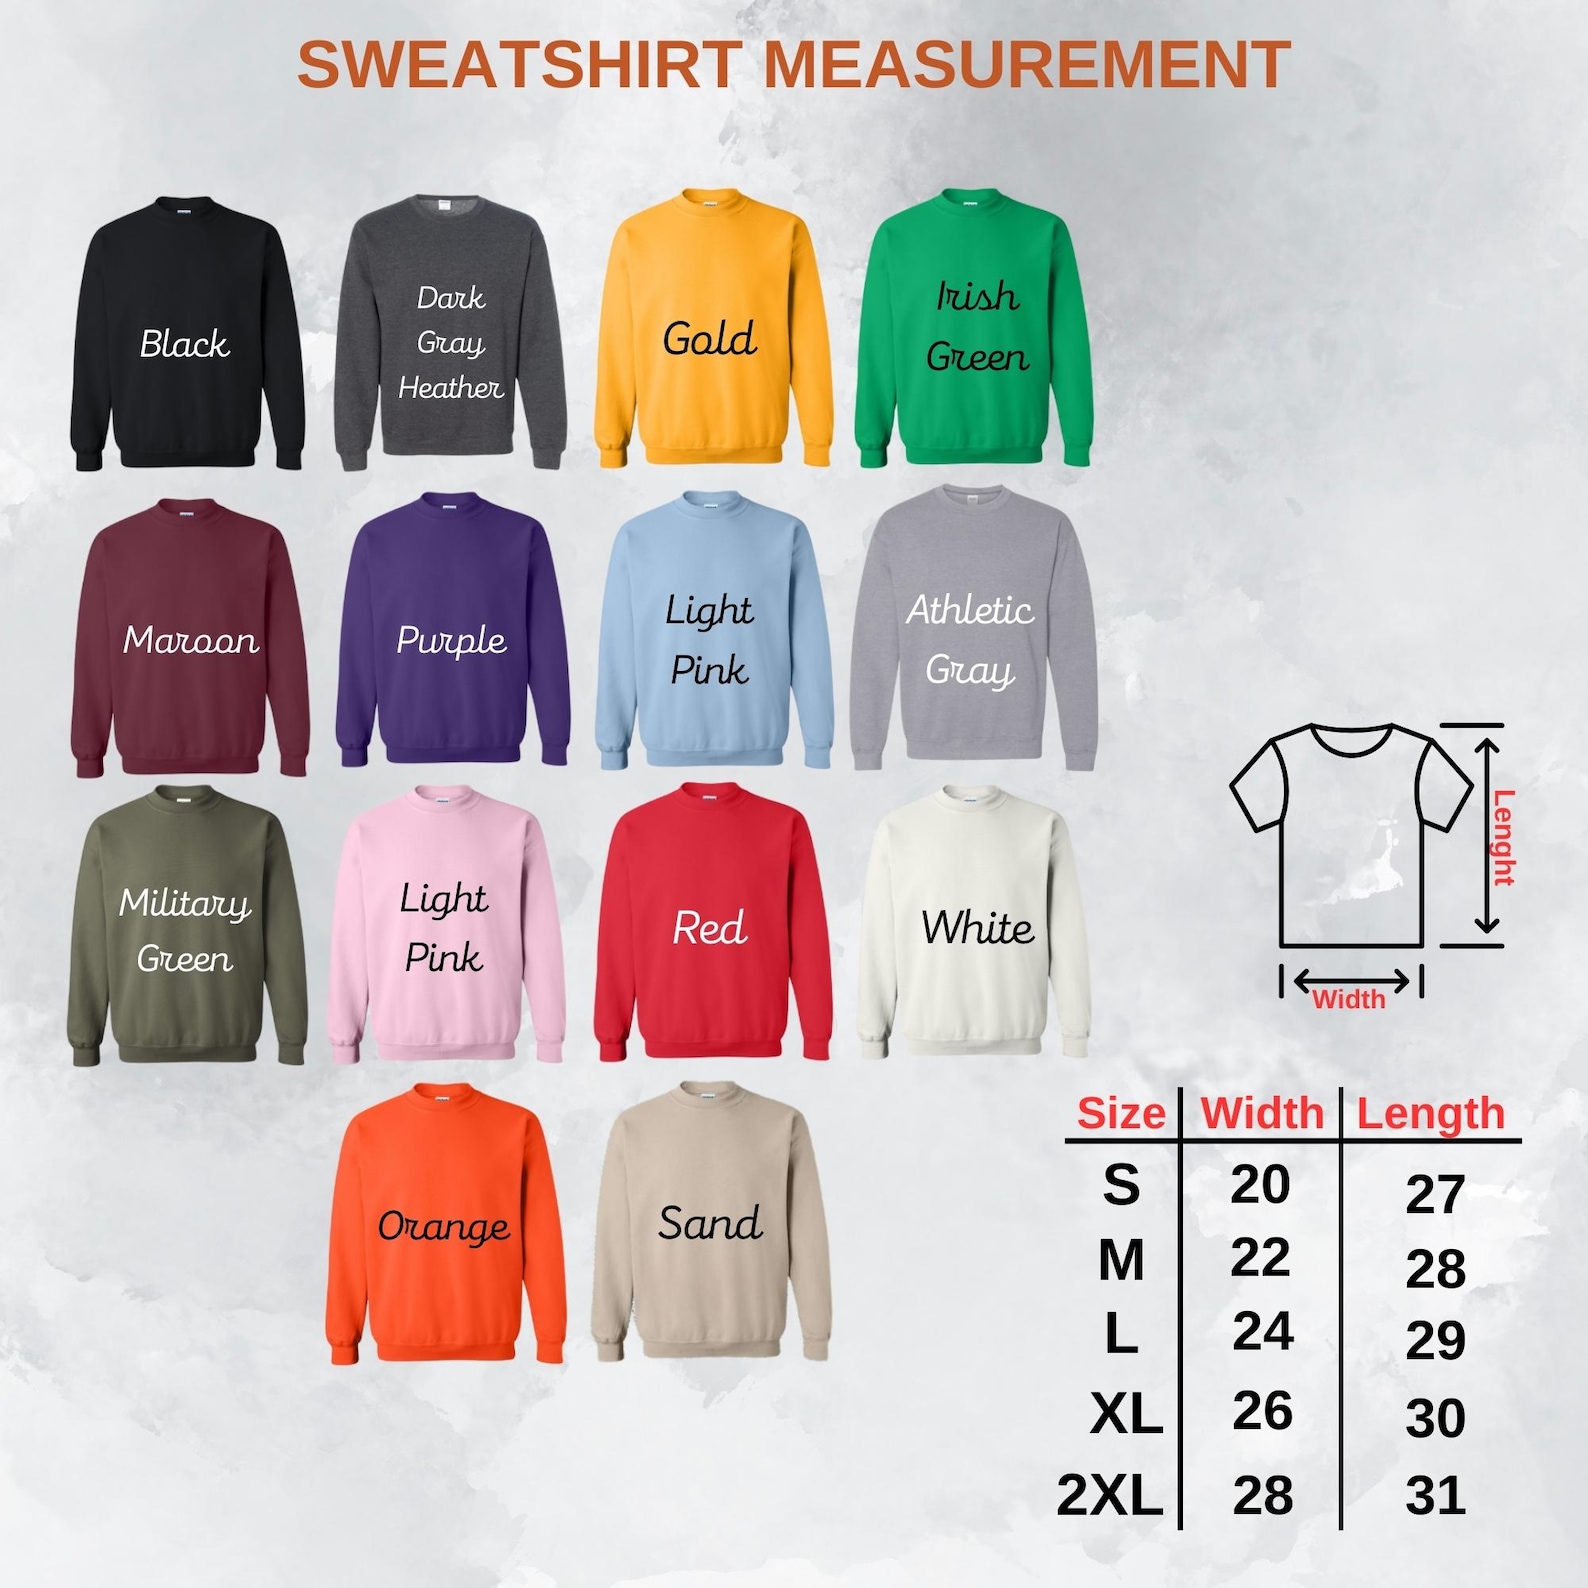 SWEATSHIRT MEASUREMENT
Black
Dark
Gray
Heather
Gold
Irish
Green
Maroon
Purple
Light
Pink
Athletic
Gray
Military
Green
Light
Pink
Red
White
Orange
Sand
Lenght
Width
Size Width Length
S 20 27
M 22 28
L 24 29
XL 26 30
2XL 28 31